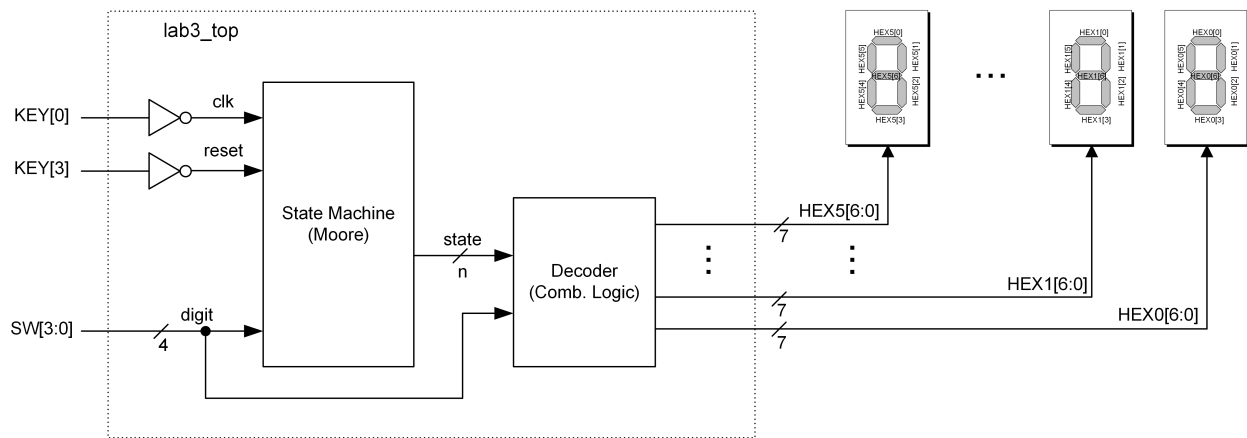 lab3_top
KEY[0]
clk
KEY[3]
reset
State Machine
(Moore)
state
n
SW[3:0]
digit
4
Decoder
(Comb. Logic)
HEX5[6:0]
7
HEX1[6:0]
7
HEX0[6:0]
7
HEX5[0]
HEX5[5]
HEX5[1]
HEX5[6]
HEX5[4]
HEX5[2]
HEX5[3]
...
HEX1[0]
HEX1[5]
HEX1[1]
HEX1[6]
HEX1[4]
HEX1[2]
HEX1[3]
HEX0[0]
HEX0[5]
HEX0[1]
HEX0[6]
HEX0[4]
HEX0[2]
HEX0[3]